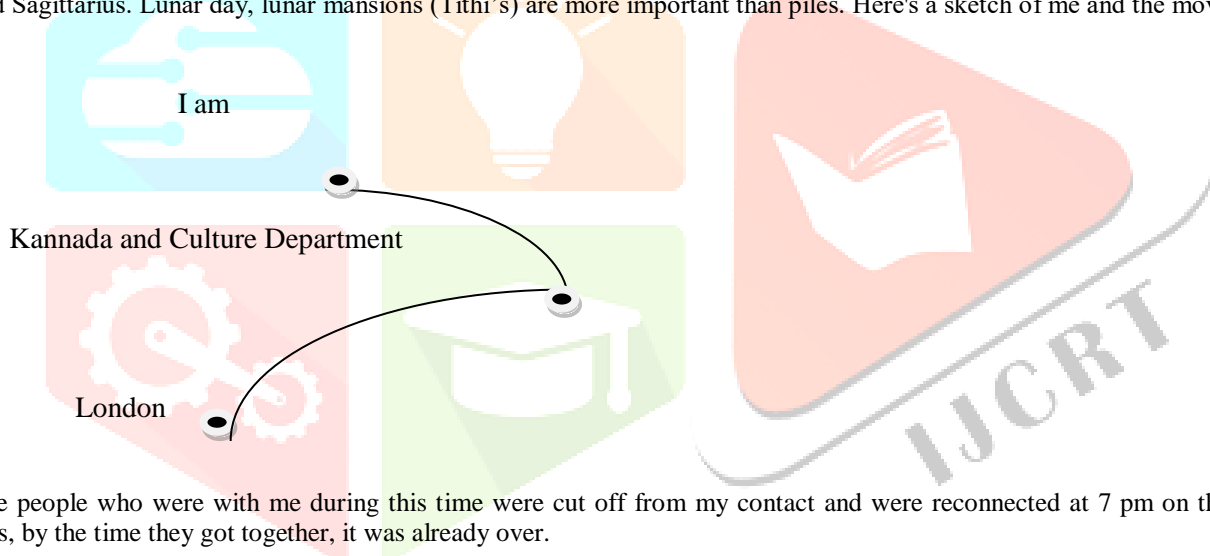 d Sagittarius. Lunar day, lunar mansions (Tithi's) are more important than piles. Here's a sketch of me and the mov
I am
Kannada and Culture Department
London
e people who were with me during this time were cut off from my contact and were reconnected at 7 pm on th
s, by the time they got together, it was already over.
IJCRT